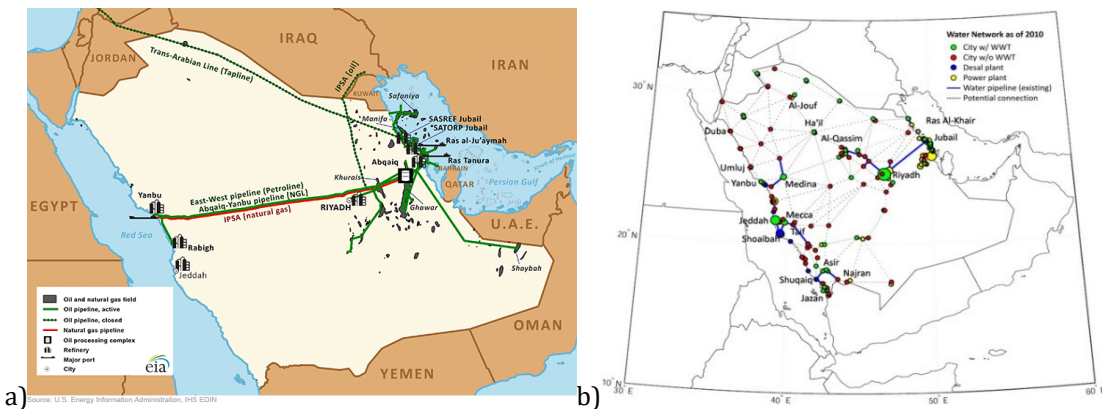 a)
IRAQ
JORDAN
IRAN
Trans-Arabian Line (Tapline)
IPSA [oil]
KUWAIT
Safaniya
Manifa
SASREF Jubail
SATORP Jubail
Ras al-Ju'aymah
Ras Tanura
Abqaiq
BAHRAIN
Strait of Hormuz
QATAR
Persian Gulf
Khurais
East-West pipeline (Petroline)
Abqaiq-Yanbu pipeline [NGL]
IPSA [natural gas]
Yanbu
RIYADH
Ghawar
EGYPT
U.A.E.
Red Sea
Rabigh
Jeddah
Shaybah
OMAN
YEMEN
Oil and natural gas field
Oil pipeline, active
Oil pipeline, closed
Natural gas pipeline
Oil processing complex
Refinery
Major port
City
eia
Source: U.S. Energy Information Administration, IHS EDIN
b)
Water Network as of 2010
City w/ WWT
City w/o WWT
Desal plant
Power plant
Water pipeline (existing)
Potential connection
30°N
Al-Jouf
Ras Al-Khair
Duba
Ha'il
Al-Qassim
Jubail
Umluj
Riyadh
Yanbu
Medina
Jeddah
Mecca
20°N
Shoaibah
Taif
Asir
Shuqaiq
Najran
Jazan
10°N
30 °E
40 °E
50 °E
60 °E